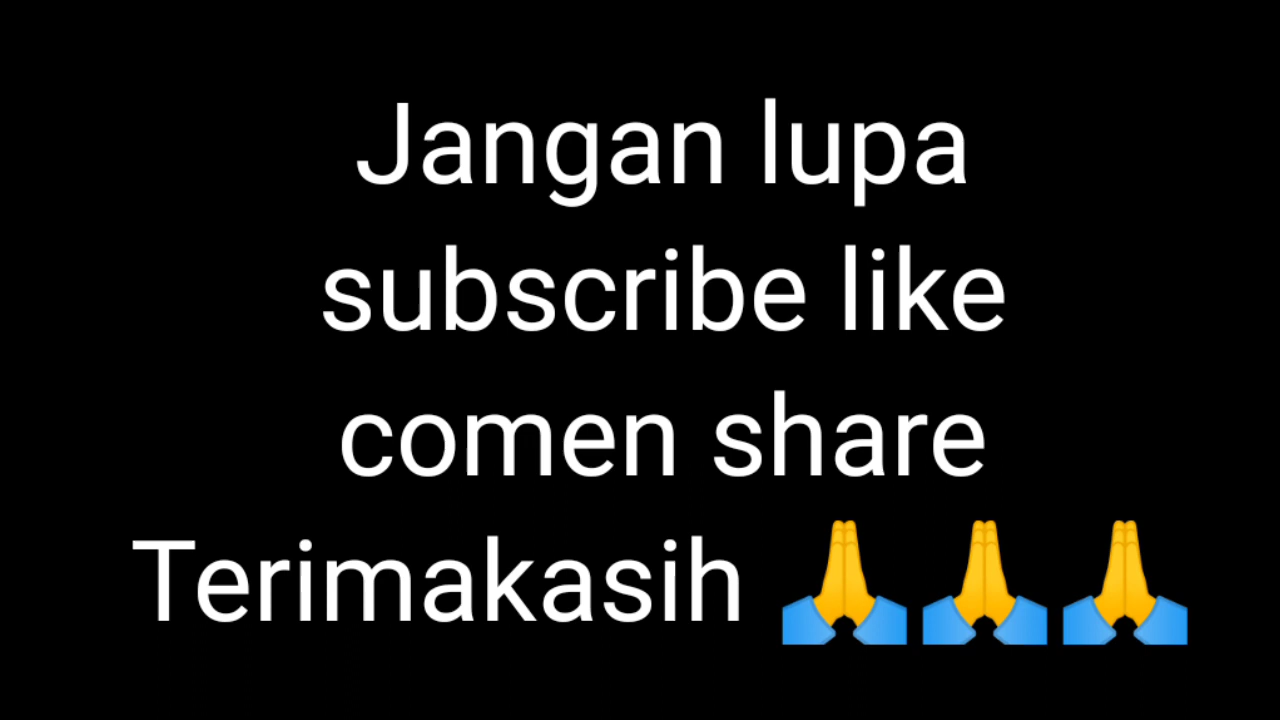 Jangan lupa
subscribe like
comen share
Terimakasih 🙏🙏🙏